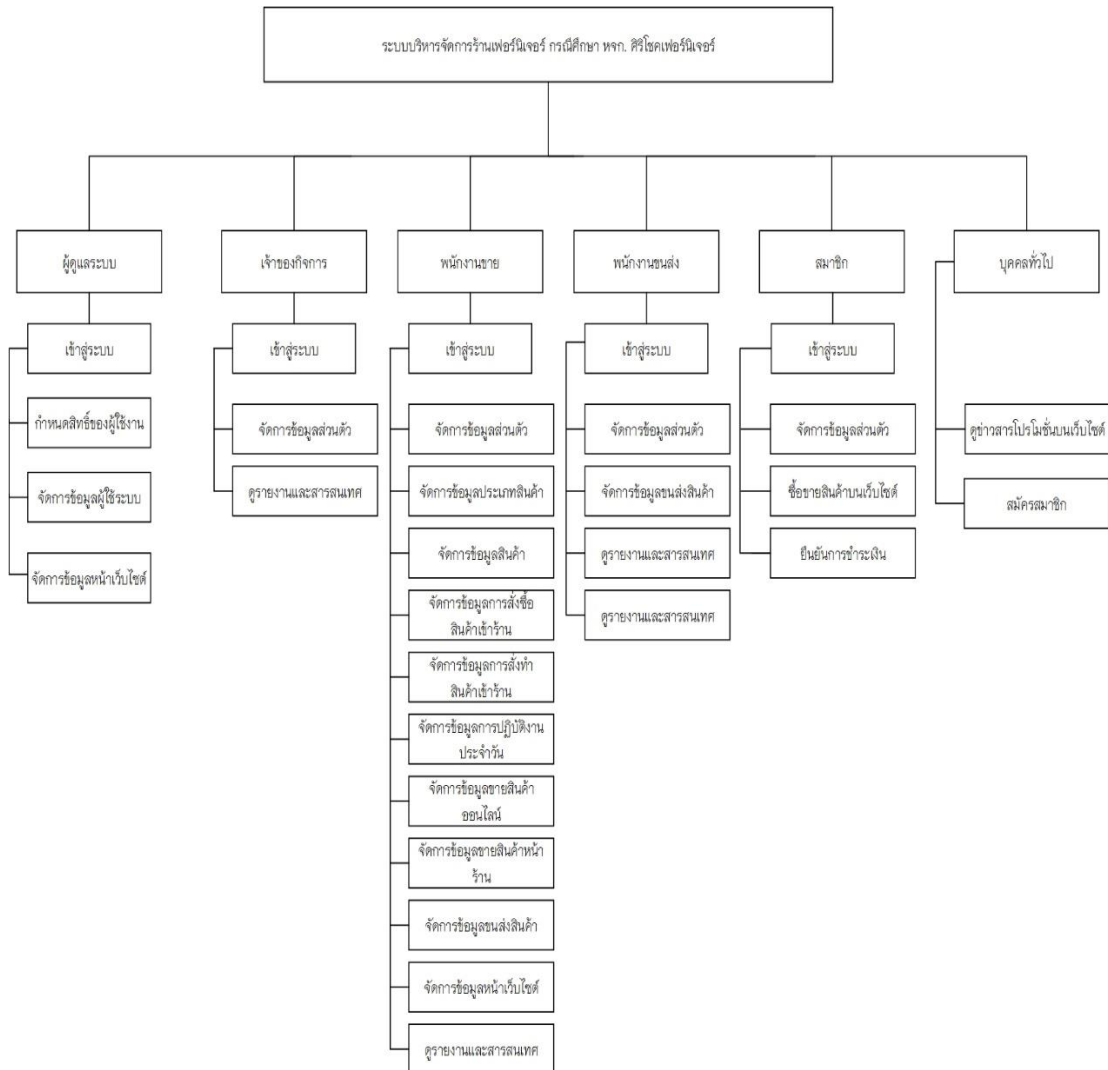 ระบบบริหารจัดการร้านเฟอร์นิเจอร์ กรณีศึกษา หจก. ศิริโชคเฟอร์นิเจอร์
ผู้ดูแลระบบ
เข้าสู่ระบบ
กำหนดสิทธิ์ของผู้ใช้งาน
จัดการข้อมูลผู้ใช้ระบบ
จัดการข้อมูลหน้าเว็บไซต์
เจ้าของกิจการ
เข้าสู่ระบบ
จัดการข้อมูลส่วนตัว
ดูรายงานและสารสนเทศ
พนักงานขาย
เข้าสู่ระบบ
จัดการข้อมูลส่วนตัว
จัดการข้อมูลประเภทสินค้า
จัดการข้อมูลสินค้า
จัดการข้อมูลการสั่งซื้อ
สินค้าเข้าร้าน
จัดการข้อมูลการสั่งทำ
สินค้าเข้าร้าน
จัดการข้อมูลการปฏิบัติงาน
ประจำวัน
จัดการข้อมูลขายสินค้า
ออนไลน์
จัดการข้อมูลขายสินค้าหน้า
ร้าน
จัดการข้อมูลขนส่งสินค้า
จัดการข้อมูลหน้าเว็บไซต์
ดูรายงานและสารสนเทศ
พนักงานขนส่ง
เข้าสู่ระบบ
จัดการข้อมูลส่วนตัว
จัดการข้อมูลขนส่งสินค้า
ดูรายงานและสารสนเทศ
ดูรายงานและสารสนเทศ
สมาชิก
เข้าสู่ระบบ
จัดการข้อมูลส่วนตัว
ซื้อขายสินค้าบนเว็บไซต์
ยืนยันการชำระเงิน
บุคคลทั่วไป
ดูข่าวสารโปรโมชั่นบนเว็บไซต์
สมัครสมาชิก